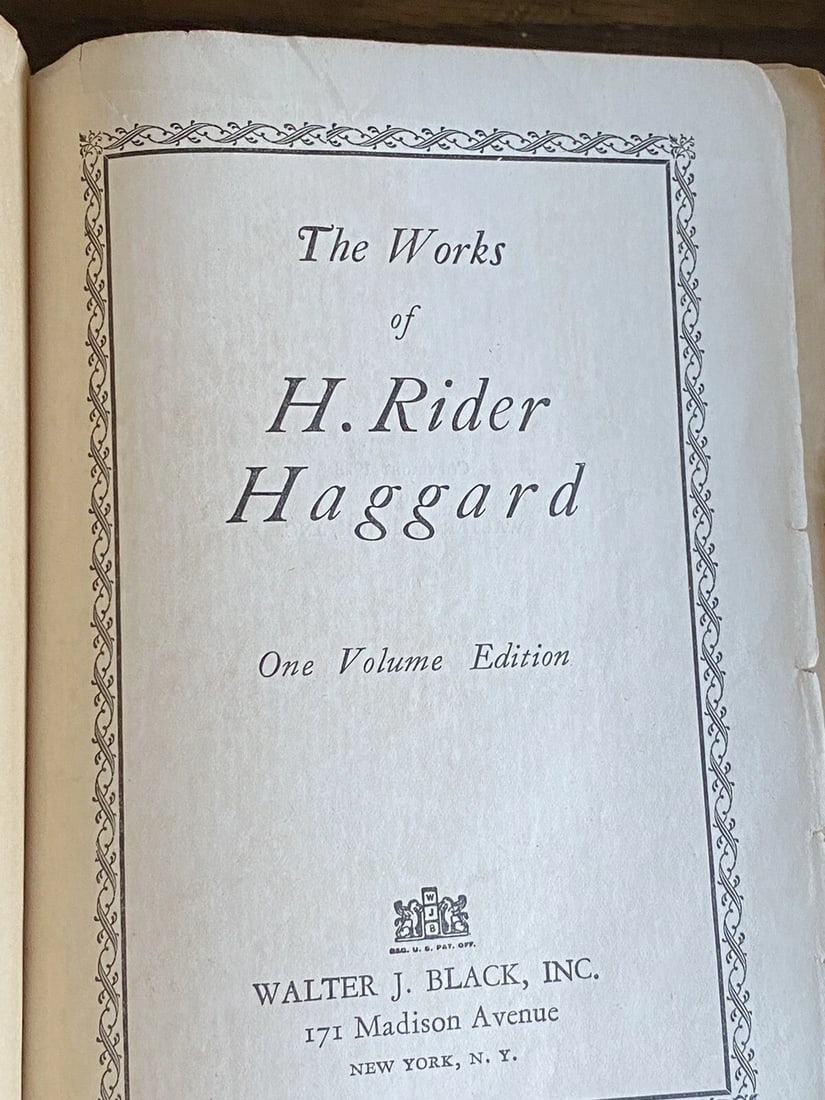 The Works
of
H. Rider
Haggard
One Volume Edition
W
J
B
REG. U. S. PAT. OFF.
WALTER J. BLACK, INC.
171 Madison Avenue
NEW YORK, N. Y.